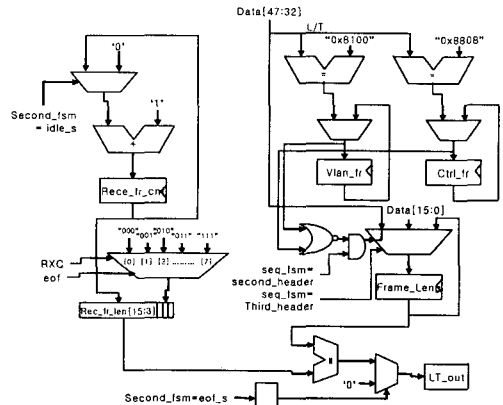 Data[47:32]
L/T
"0"
"0x8100"
"0x8808"
=
=
Second_fsm
= idle_s
"1"
+
Rece_fr_cn
Vlan_fr
Ctrl_fr
Data[15:0]
"000" "001" "010" "011" "111"
RXC
eof
[0] [1] [2] ......... [7]
seq_fsm=
second_header
seq_fsm=
Third_header
Frame_Len
Rec_fr_len[15:3]
=
"0"
LT_out
Second_fsm=eof_s